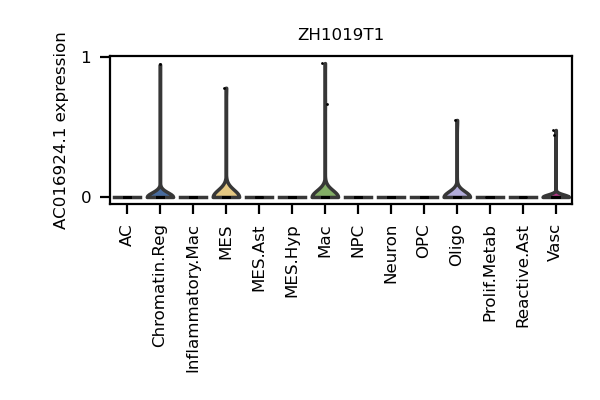 ZH1019T1
AC016924.1 expression
1
0
AC
Chromatin.Reg
Inflammatory.Mac
MES
MES.Ast
MES.Hyp
Mac
NPC
Neuron
OPC
Oligo
Prolif.Metab
Reactive.Ast
Vasc